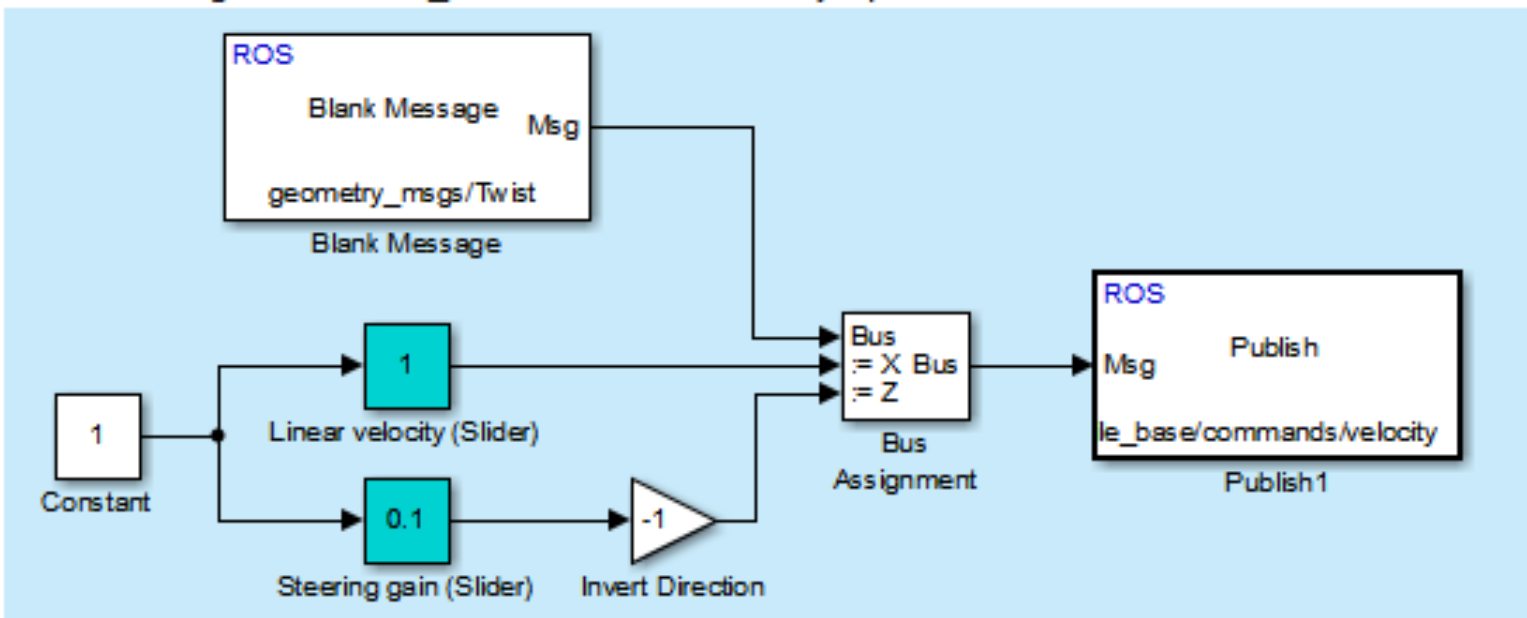 ROS
Blank Message
Msg
geometry_msgs/Twist
Blank Message
1
Linear velocity (Slider)
1
Constant
0.1
Steering gain (Slider)
-1
Invert Direction
Bus
:= X Bus
:= Z
Bus
Assignment
ROS
Publish
Msg
le_base/commands/velocity
Publish1